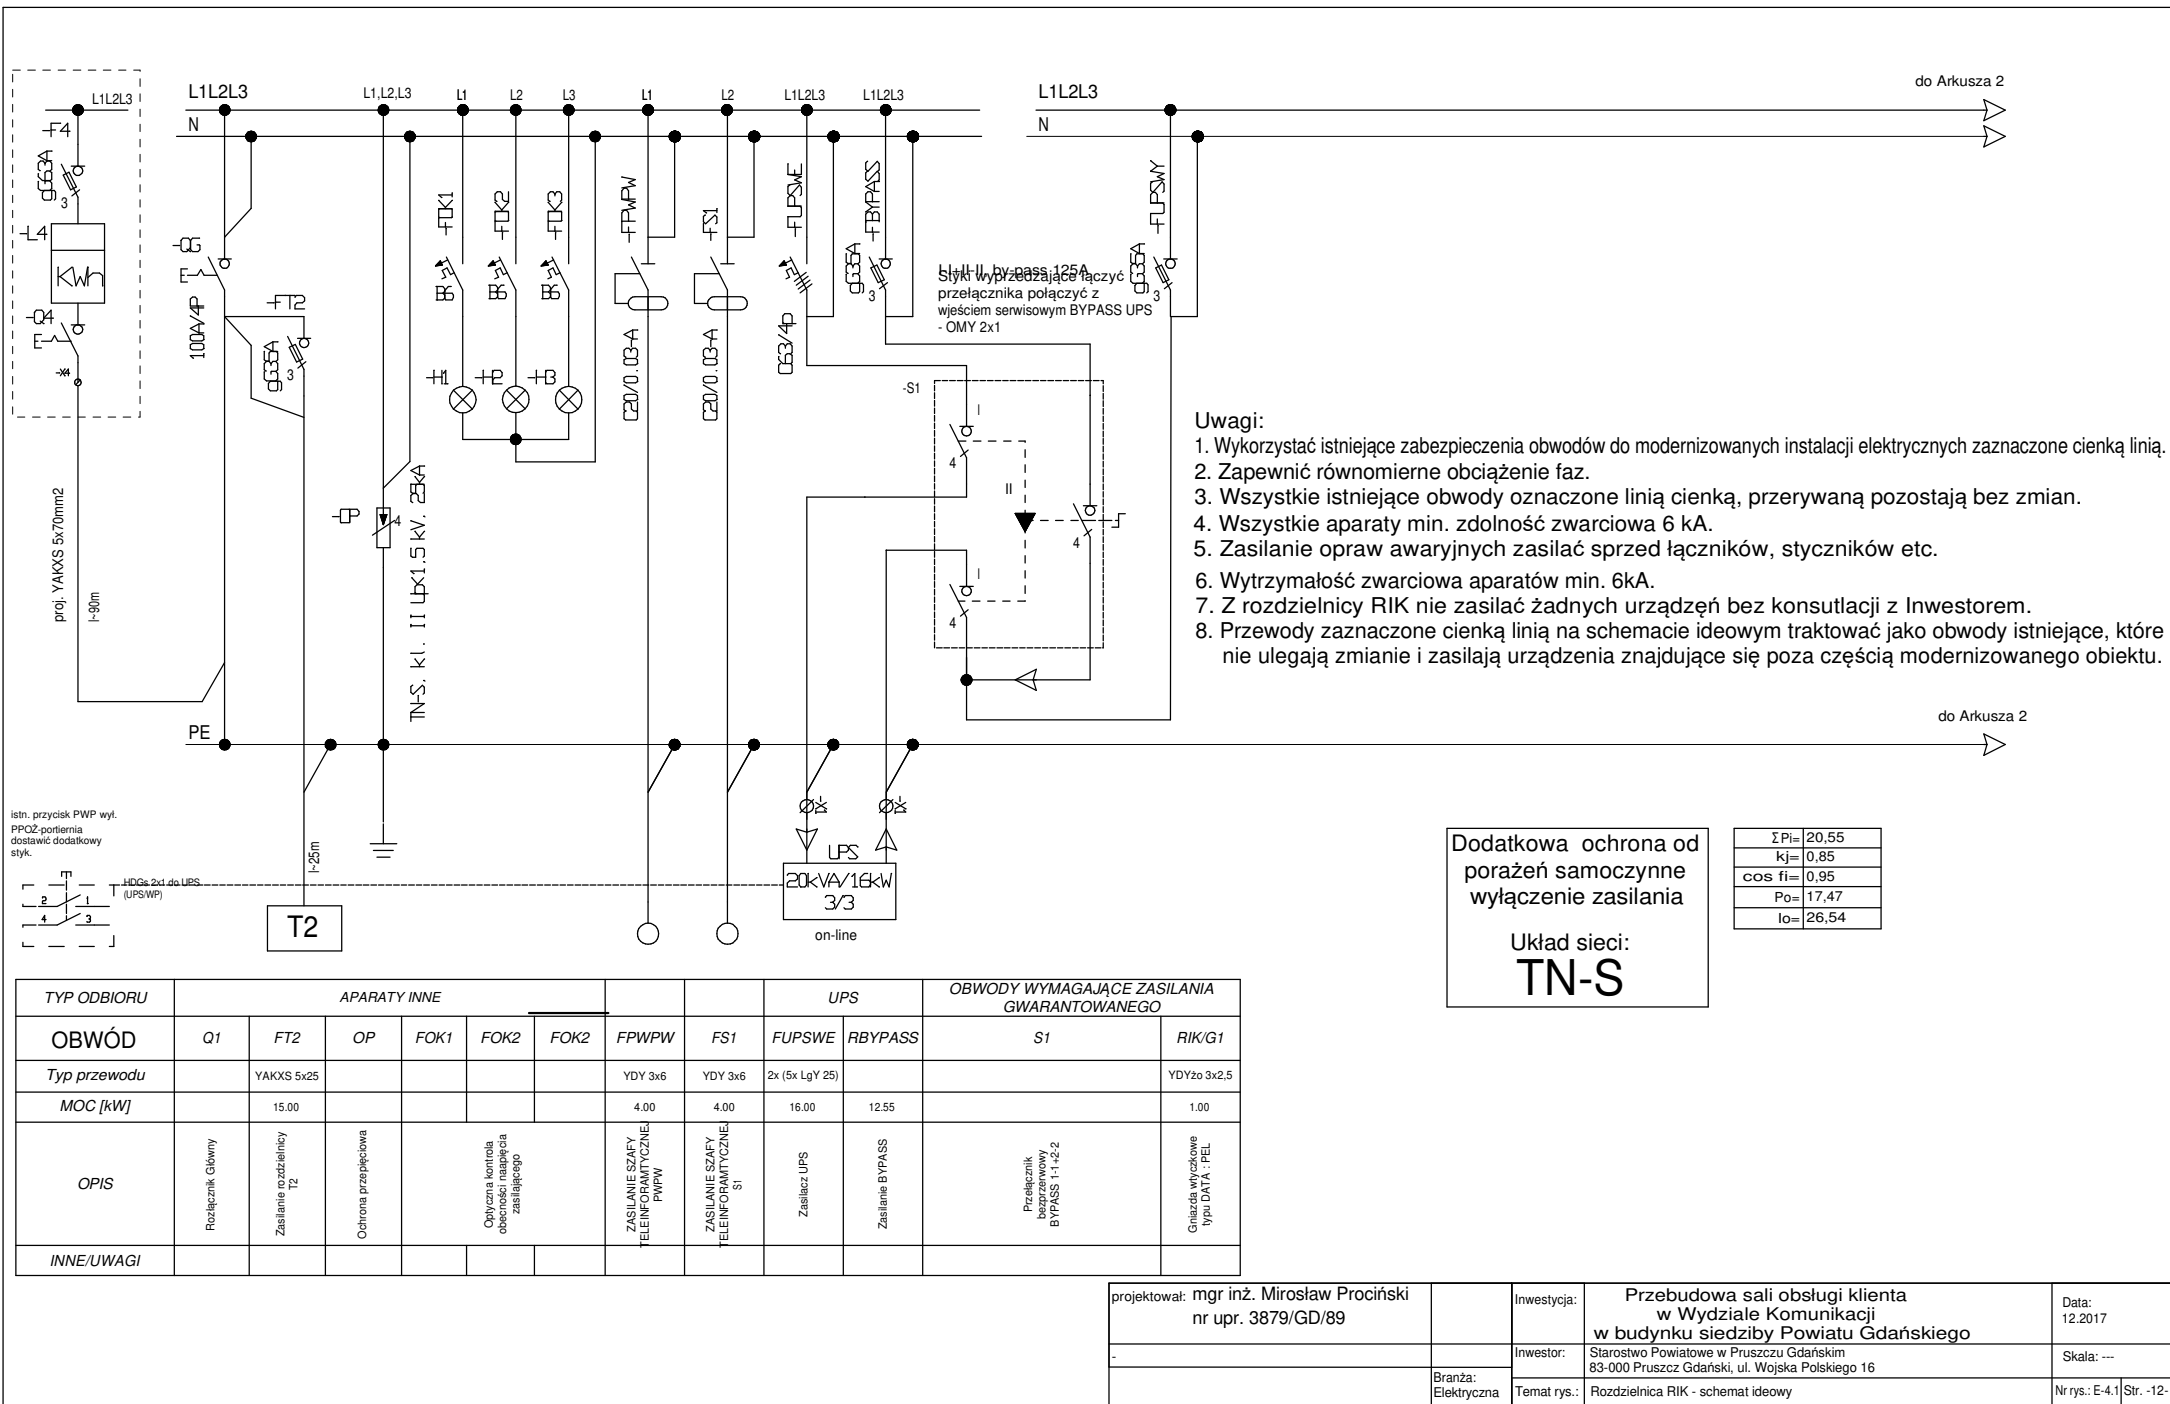 L1L2L3
-F4
gG63A
3
-L4
KWh
-Q4
E
-X4
proj. YAKXS 5x70mm2
l~90m
L1L2L3
N
L1,L2,L3
L1
L2
L3
L1
L2
L1L2L3
L1L2L3
L1L2L3
N
do Arkusza 2
-QG
E
100A/4P
-FT2
gG35A
3
-FOK1
-FOK2
-FOK3
B6
B6
B6
-H1
-H2
-H3
-OP
4
TN-S. kl. II Up<1.5 kV. 25kA
-FPWPW
C20/0.03-A
-FS1
C20/0.03-A
-FUPSWE
C63/4p
-FBYPASS
gG35A
3
-FUPSWY
gG35A
3
I-I+II-II, by-pass 125A
Styki wyprzedzające łączyć
przełącznika połączyć z
wjeściem serwisowym BYPASS UPS
- OMY 2x1
-S1
I
4
II
4
I
4
Uwagi:
1. Wykorzystać istniejące zabezpieczenia obwodów do modernizowanych instalacji elektrycznych zaznaczone cienką linią.
2. Zapewnić równomierne obciążenie faz.
3. Wszystkie istniejące obwody oznaczone linią cienką, przerywaną pozostają bez zmian.
4. Wszystkie aparaty min. zdolność zwarciowa 6 kA.
5. Zasilanie opraw awaryjnych zasilać sprzed łączników, styczników etc.
6. Wytrzymałość zwarciowa aparatów min. 6kA.
7. Z rozdzielnicy RIK nie zasilać żadnych urządzęń bez konsutlacji z Inwestorem.
8. Przewody zaznaczone cienką linią na schemacie ideowym traktować jako obwody istniejące, które
nie ulegają zmianie i zasilają urządzenia znajdujące się poza częścią modernizowanego obiektu.
PE
do Arkusza 2
istn. przycisk PWP wył.
PPOŻ-portiernia
dostawić dodatkowy
styk.
2
1
4
3
HDGs 2x1 do UPS
(UPS/WP)
l~25m
T2
-X1
-X1
UPS
20kVA/16kW
3/3
on-line
Dodatkowa ochrona od
porażeń samoczynne
wyłączenie zasilania
Układ sieci:
TN-S
ΣPi= 20,55
kj= 0,85
cos fi= 0,95
Po= 17,47
Io= 26,54
TYP ODBIORU APARATY INNE UPS OBWODY WYMAGAJĄCE ZASILANIA
GWARANTOWANEGO
OBWÓD Q1 FT2 OP FOK1 FOK2 FOK2 FPWPW FS1 FUPSWE RBYPASS S1 RIK/G1
Typ przewodu YAKXS 5x25 YDY 3x6 YDY 3x6 2x (5x LgY 25) YDYżo 3x2,5
MOC [kW] 15.00 4.00 4.00 16.00 12.55 1.00
OPIS
Rozłącznik Główny
Zasilanie rozdzielnicy
T2
Ochrona przepięciowa
Optyczna kontrola
obecności naapięcia
zasilającego
ZASILANIE SZAFY
TELEINFORAMTYCZNEJ
PWPW
ZASILANIE SZAFY
TELEINFORAMTYCZNEJ
S1
Zasilacz UPS
Zasilanie BYPASS
Przełącznik
bezprzerwowy
BYPASS 1-1+2-2
Gniazda wtyczkowe
typu DATA : PEL
INNE/UWAGI
projektował: mgr inż. Mirosław Prociński
nr upr. 3879/GD/89
-
Branża:
Elektryczna
Inwestycja:
Przebudowa sali obsługi klienta
w Wydziale Komunikacji
w budynku siedziby Powiatu Gdańskiego
Data:
12.2017
Inwestor:
Starostwo Powiatowe w Pruszczu Gdańskim
83-000 Pruszcz Gdański, ul. Wojska Polskiego 16
Skala: ---
Temat rys.: Rozdzielnica RIK - schemat ideowy
Nr rys.: E-4.1 Str. -12-